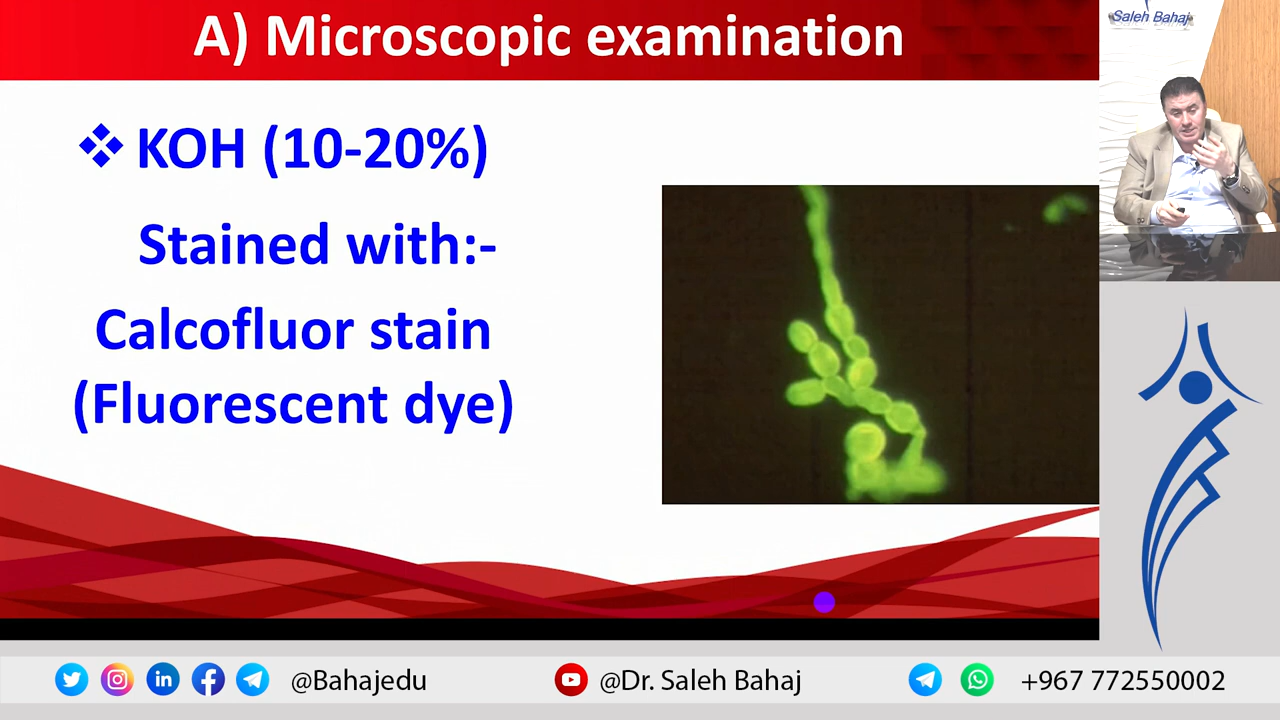 A) Microscopic examination
Saleh Bahaj
❖ KOH (10-20%)
Stained with:-
Calcofluor stain
(Fluorescent dye)
@Bahajedu
@Dr. Saleh Bahaj
+967 772550002